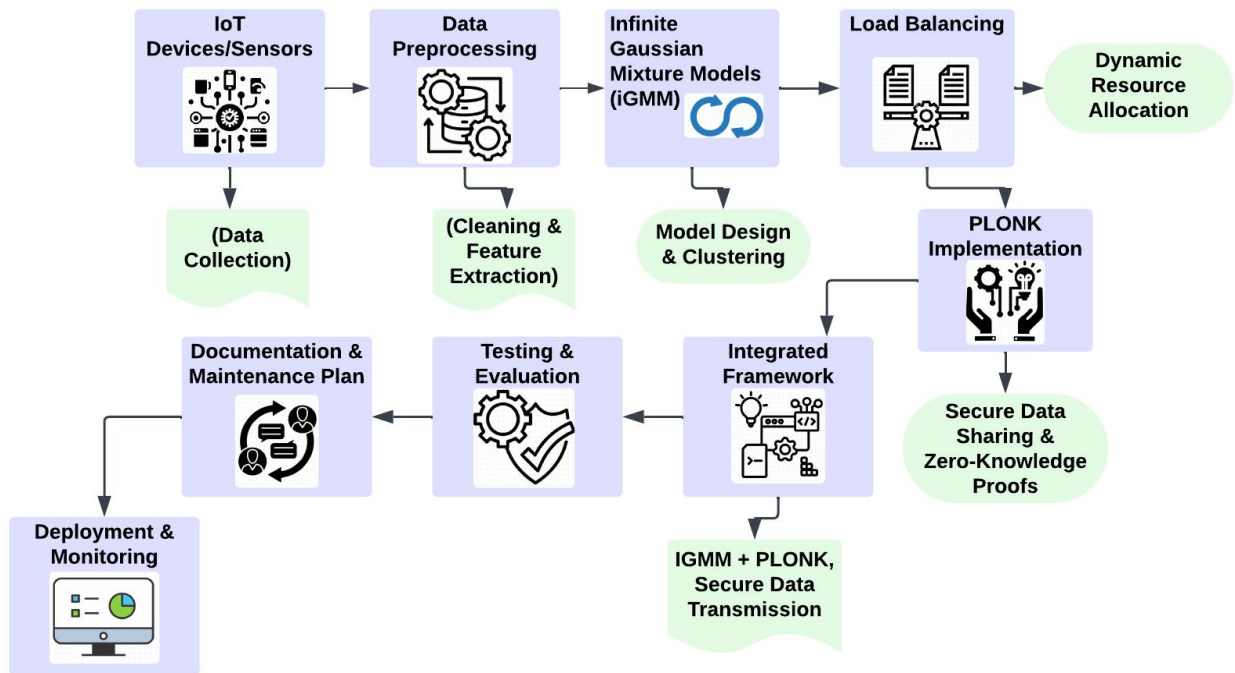 IoT
Devices/Sensors
Data
Preprocessing
Infinite
Gaussian
Mixture Models
(iGMM)
Load Balancing
Dynamic
Resource
Allocation
(Data
Collection)
(Cleaning &
Feature
Extraction)
Model Design
& Clustering
PLONK
Implementation
Documentation &
Maintenance Plan
Testing &
Evaluation
Integrated
Framework
Secure Data
Sharing &
Zero-Knowledge
Proofs
Deployment &
Monitoring
IGMM + PLONK,
Secure Data
Transmission